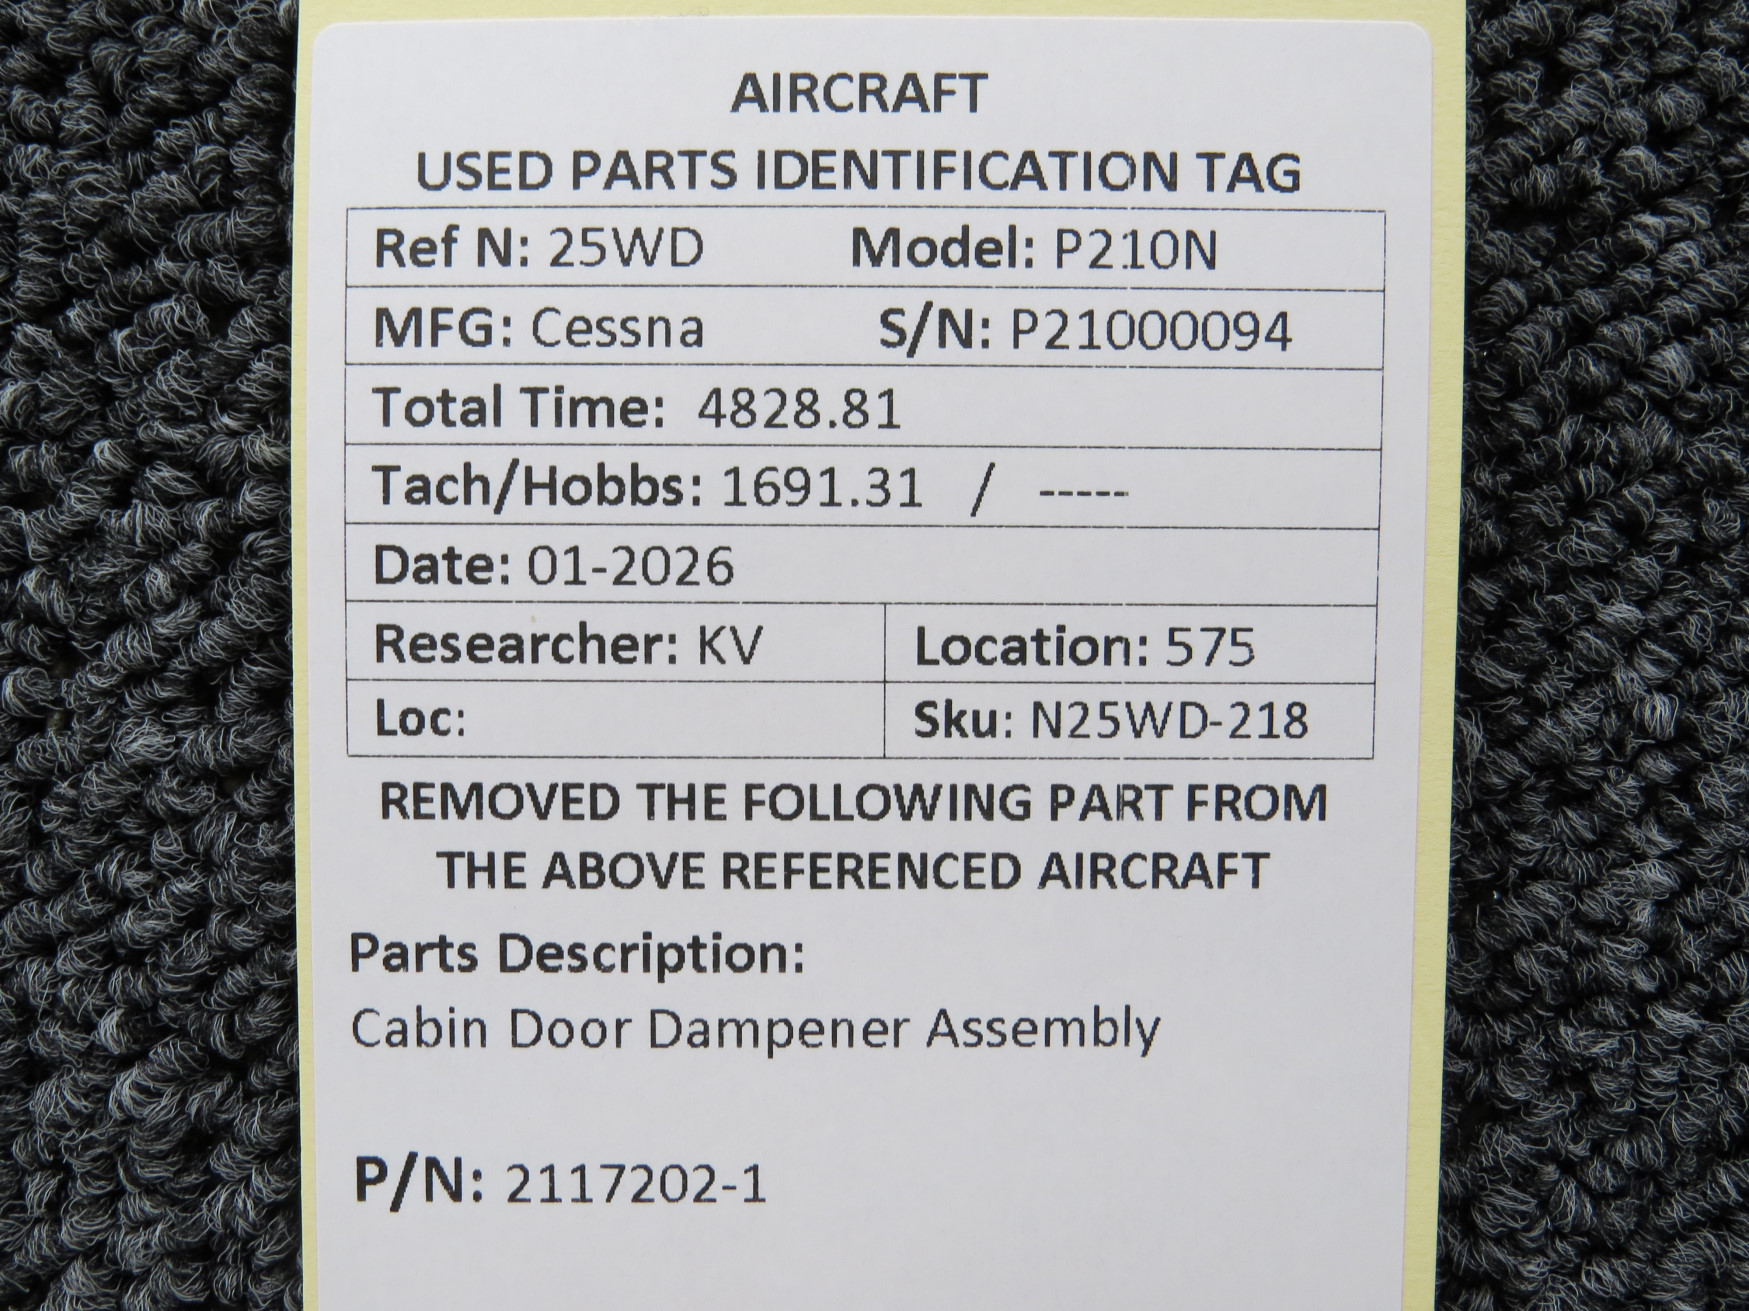 AIRCRAFT
USED PARTS IDENTIFICATION TAG
Ref N: 25WD Model: P210N
MFG: Cessna S/N: P21000094
Total Time: 4828.81
Tach/Hobbs: 1691.31 / -----
Date: 01-2026
Researcher: KV Location: 575
Loc: Sku: N25WD-218
REMOVED THE FOLLOWING PART FROM
THE ABOVE REFERENCED AIRCRAFT
Parts Description:
Cabin Door Dampener Assembly
P/N: 2117202-1